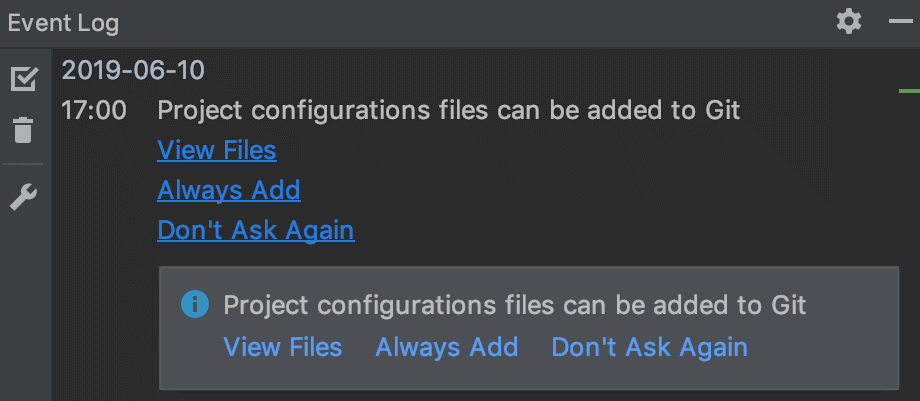 Event Log
2019-06-10
17:00 Project configurations files can be added to Git
View Files
Always Add
Don't Ask Again
Project configurations files can be added to Git
View Files Always Add Don't Ask Again